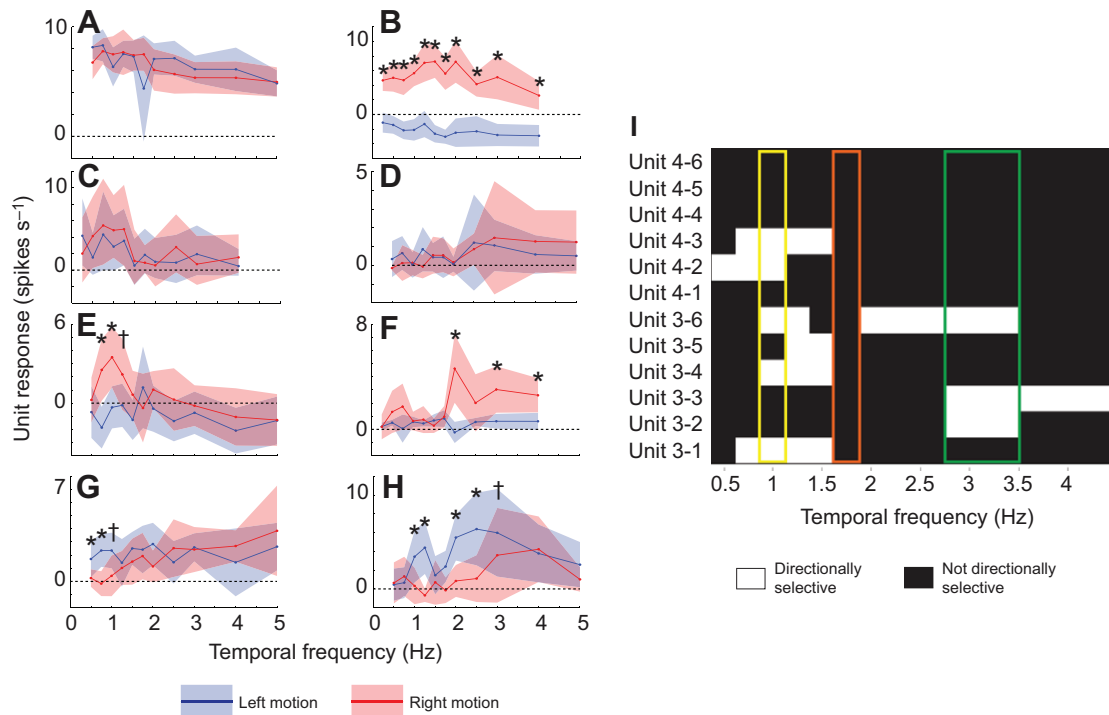 A
10
0
B
10
0
C
10
0
D
5
0
E
6
0
* * †
F
8
0
* * *
G
7
0
* * †
H
10
0
* * * * †
* * * * * * * * * *
Unit response (spikes s⁻¹)
0 1 2 3 4 5
0 1 2 3 4 5
Temporal frequency (Hz)
Left motion
Right motion
I
Unit 4-6
Unit 4-5
Unit 4-4
Unit 4-3
Unit 4-2
Unit 4-1
Unit 3-6
Unit 3-5
Unit 3-4
Unit 3-3
Unit 3-2
Unit 3-1
0.5 1 1.5 2 2.5 3 3.5 4
Temporal frequency (Hz)
Directionally
selective
Not directionally
selective